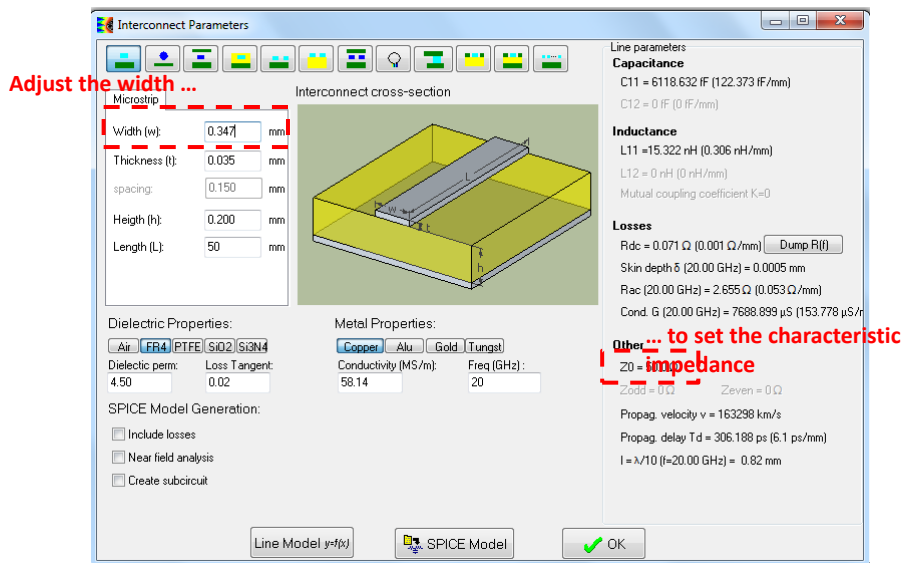 Interconnect Parameters
Adjust the width ...
Microstrip
Width (w): 0.347 mm
Thickness (t): 0.035 mm
spacing: 0.150 mm
Heigth (h): 0.200 mm
Length (L): 50 mm
Interconnect cross-section
d
L
w
t
h
Dielectric Properties:
Air FR4 PTFE SiO2 Si3N4
Dielectic perm: Loss Tangent:
4.50 0.02
Metal Properties:
Copper Alu Gold Tungst
Conductivity (MS/m): Freq (GHz) :
58.14 20
SPICE Model Generation:
Include losses
Near field analysis
Create subcircuit
Line Model y=f(x)
SPICE Model
OK
Line parameters
Capacitance
C11 = 6118.632 fF (122.373 fF/mm)
C12 = 0 fF (0 fF/mm)
Inductance
L11 =15.322 nH (0.306 nH/mm)
L12 = 0 nH (0 nH/mm)
Mutual coupling coefficient K=0
Losses
Rdc = 0.071 Ω (0.001 Ω/mm) Dump R(f)
Skin depth δ (20.00 GHz) = 0.0005 mm
Rac (20.00 GHz) = 2.655 Ω (0.053 Ω/mm)
Cond. G (20.00 GHz) = 7688.899 µS (153.778 µS/
Other
... to set the characteristic
impedance
Z0 =
Zodd = 0 Ω Zeven = 0 Ω
Propag. velocity v = 163298 km/s
Propag. delay Td = 306.188 ps (6.1 ps/mm)
l = λ/10 (f=20.00 GHz) = 0.82 mm